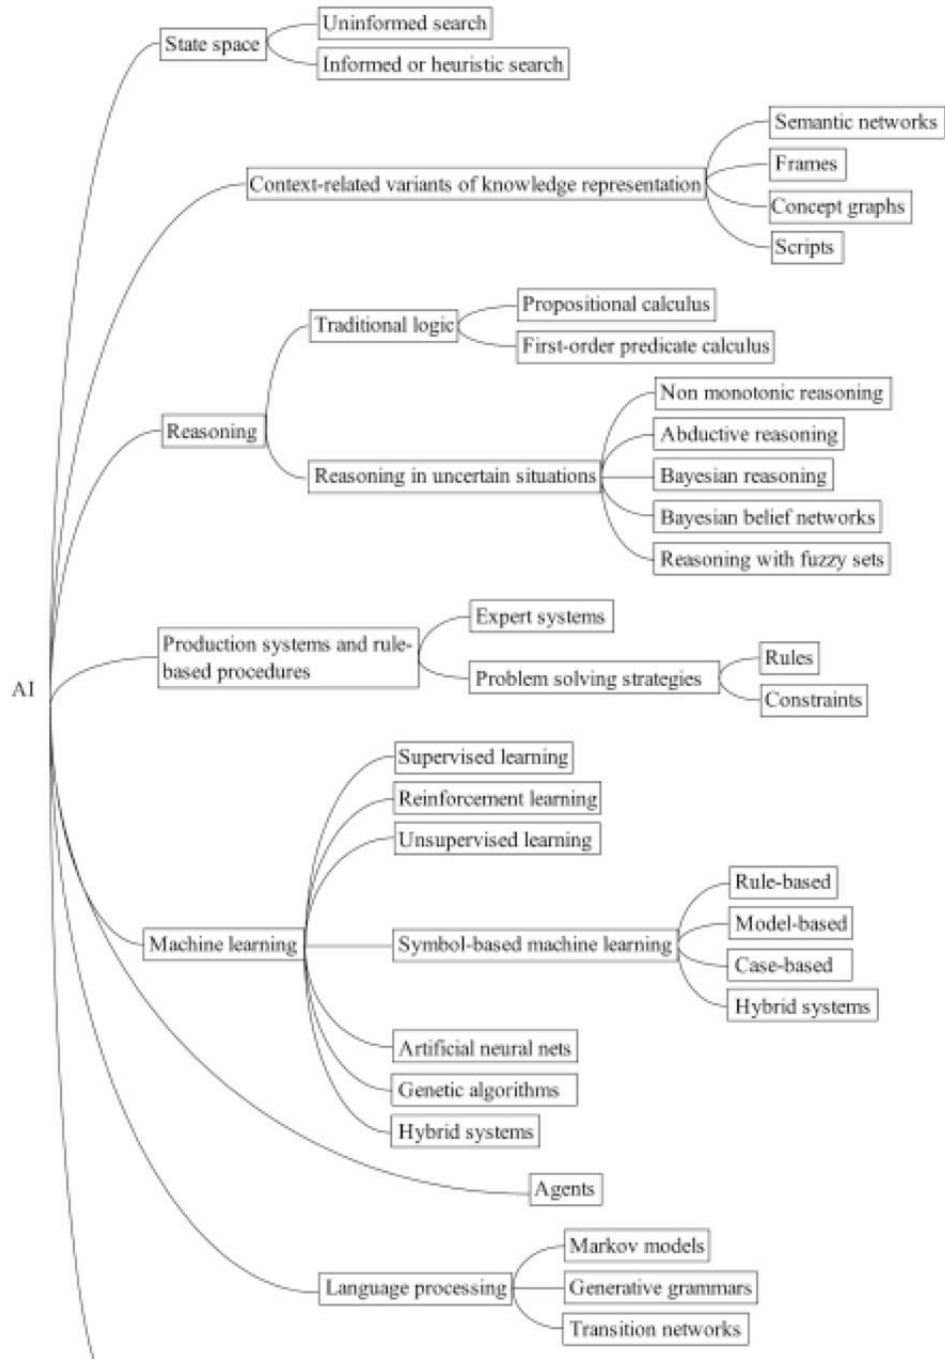 State space
Uninformed search
Informed or heuristic search
Context-related variants of knowledge representation
Semantic networks
Frames
Concept graphs
Scripts
Reasoning
Traditional logic
Propositional calculus
First-order predicate calculus
Reasoning in uncertain situations
Non monotonic reasoning
Abductive reasoning
Bayesian reasoning
Bayesian belief networks
Reasoning with fuzzy sets
AI
Production systems and rule-
based procedures
Expert systems
Problem solving strategies
Rules
Constraints
Machine learning
Supervised learning
Reinforcement learning
Unsupervised learning
Symbol-based machine learning
Rule-based
Model-based
Case-based
Hybrid systems
Artificial neural nets
Genetic algorithms
Hybrid systems
Agents
Language processing
Markov models
Generative grammars
Transition networks